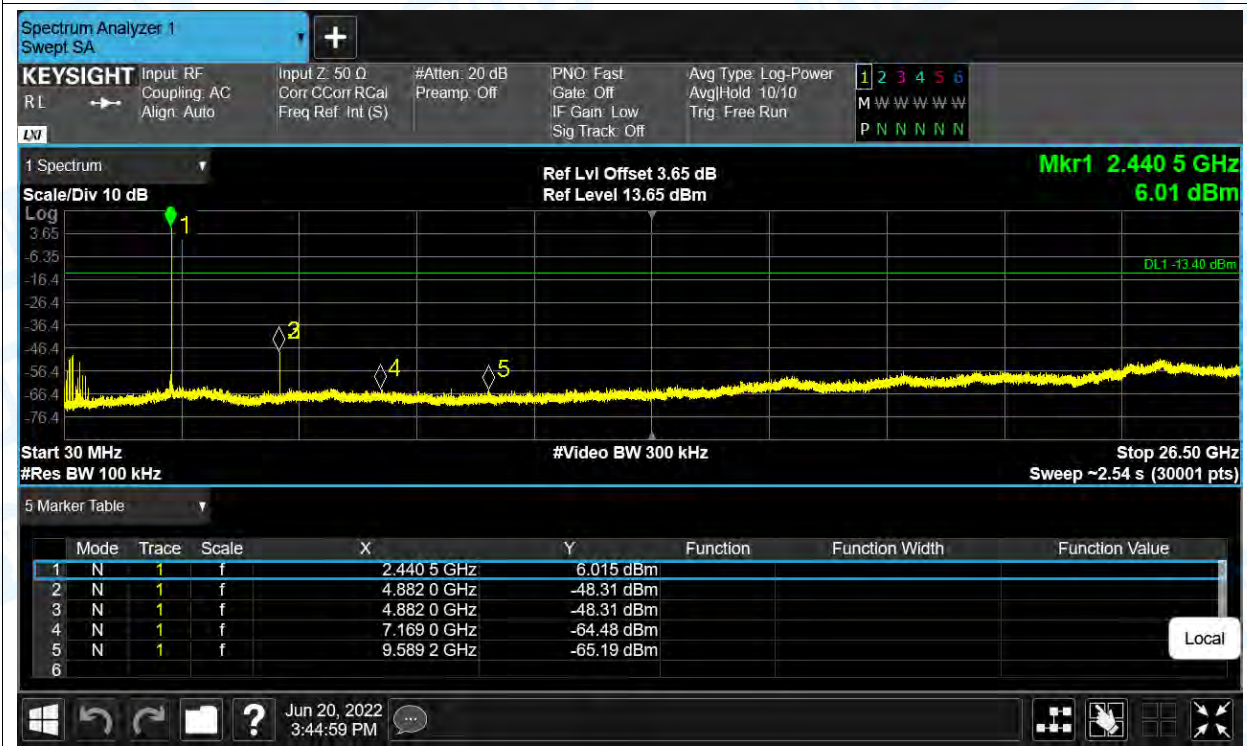 Spectrum Analyzer 1
Swept SA
+
KEYSIGHT
RL
LXI
Input: RF
Coupling: AC
Align: Auto
Input Z: 50 Ω
Corr CCorr RCal
Freq Ref: Int (S)
#Atten: 20 dB
Preamp: Off
PNO: Fast
Gate: Off
IF Gain: Low
Sig Track: Off
Avg Type: Log-Power
Avg|Hold: 10/10
Trig: Free Run
1 2 3 4 5 6
M W W W W W
P N N N N N
1 Spectrum
Scale/Div 10 dB
Ref Lvl Offset 3.65 dB
Ref Level 13.65 dBm
Mkr1 2.440 5 GHz
6.01 dBm
Log
3.65
-6.35
-16.4
-26.4
-36.4
-46.4
-56.4
-66.4
-76.4
1
DL1 -13.40 dBm
3
4
5
Start 30 MHz
#Res BW 100 kHz
#Video BW 300 kHz
Stop 26.50 GHz
Sweep ~2.54 s (30001 pts)
5 Marker Table
Mode Trace Scale X Y Function Function Width Function Value
1 N 1 f 2.440 5 GHz 6.015 dBm
2 N 1 f 4.882 0 GHz -48.31 dBm
3 N 1 f 4.882 0 GHz -48.31 dBm
4 N 1 f 7.169 0 GHz -64.48 dBm
5 N 1 f 9.589 2 GHz -65.19 dBm
6
Local
?
Jun 20, 2022
3:44:59 PM